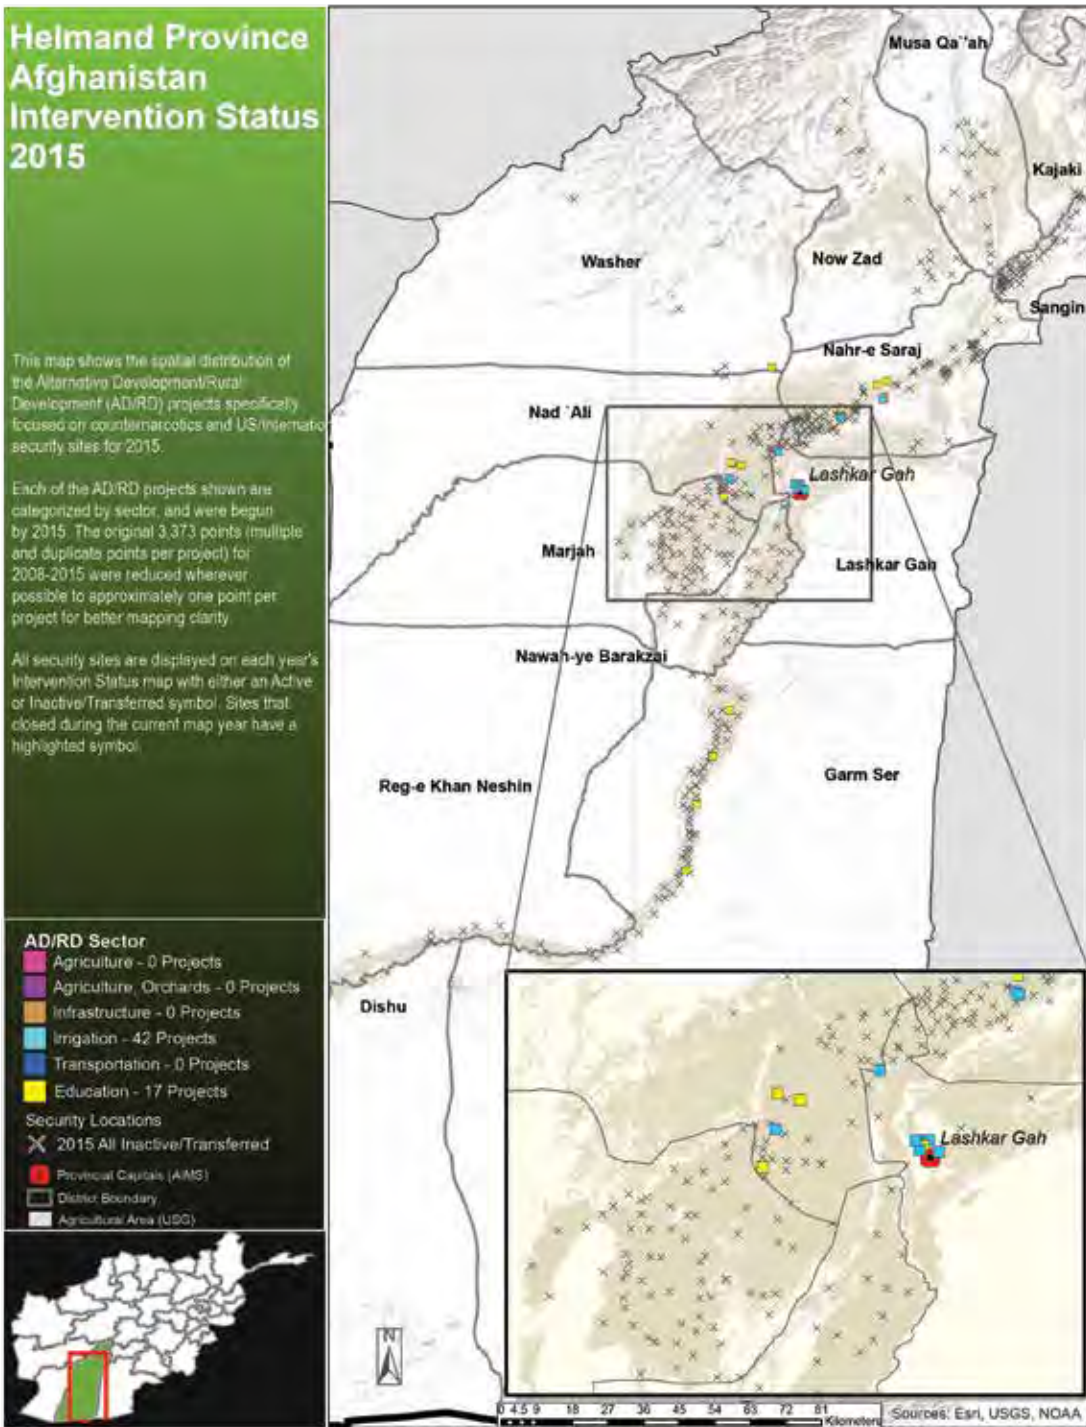 Helmand Province
Afghanistan
Intervention Status
2015
This map shows the spatial distribution of
the Alternative Development/Rural
Development (AD/RD) projects specifically
focused on counternarcotics and US/Internatio
security sites for 2015.
Each of the AD/RD projects shown are
categorized by sector, and were begun
by 2015. The original 3,373 points (multiple
and duplicate points per project) for
2008-2015 were reduced wherever
possible to approximately one point per
project for better mapping clarity.
All security sites are displayed on each year's
Intervention Status map with either an Active
or Inactive/Transferred symbol. Sites that
closed during the current map year have a
highlighted symbol.
AD/RD Sector
Agriculture - 0 Projects
Agriculture, Orchards - 0 Projects
Infrastructure - 0 Projects
Irrigation - 42 Projects
Transportation - 0 Projects
Education - 17 Projects
Security Locations
2015 All Inactive/Transferred
Provincial Capitals (AIMS)
District Boundary
Agricultural Area (USG)
Musa Qa`'ah
Kajaki
Washer
Now Zad
Sangin
Nahr-e Saraj
Nad `Ali
Lashkar Gah
Marjah
Lashkar Gah
Nawah-ye Barakzai
Reg-e Khan Neshin
Garm Ser
Dishu
Lashkar Gah
N
0 4.5 9 18 27 36 45 54 63 72 81
Kilometers
Sources: Esri, USGS, NOAA